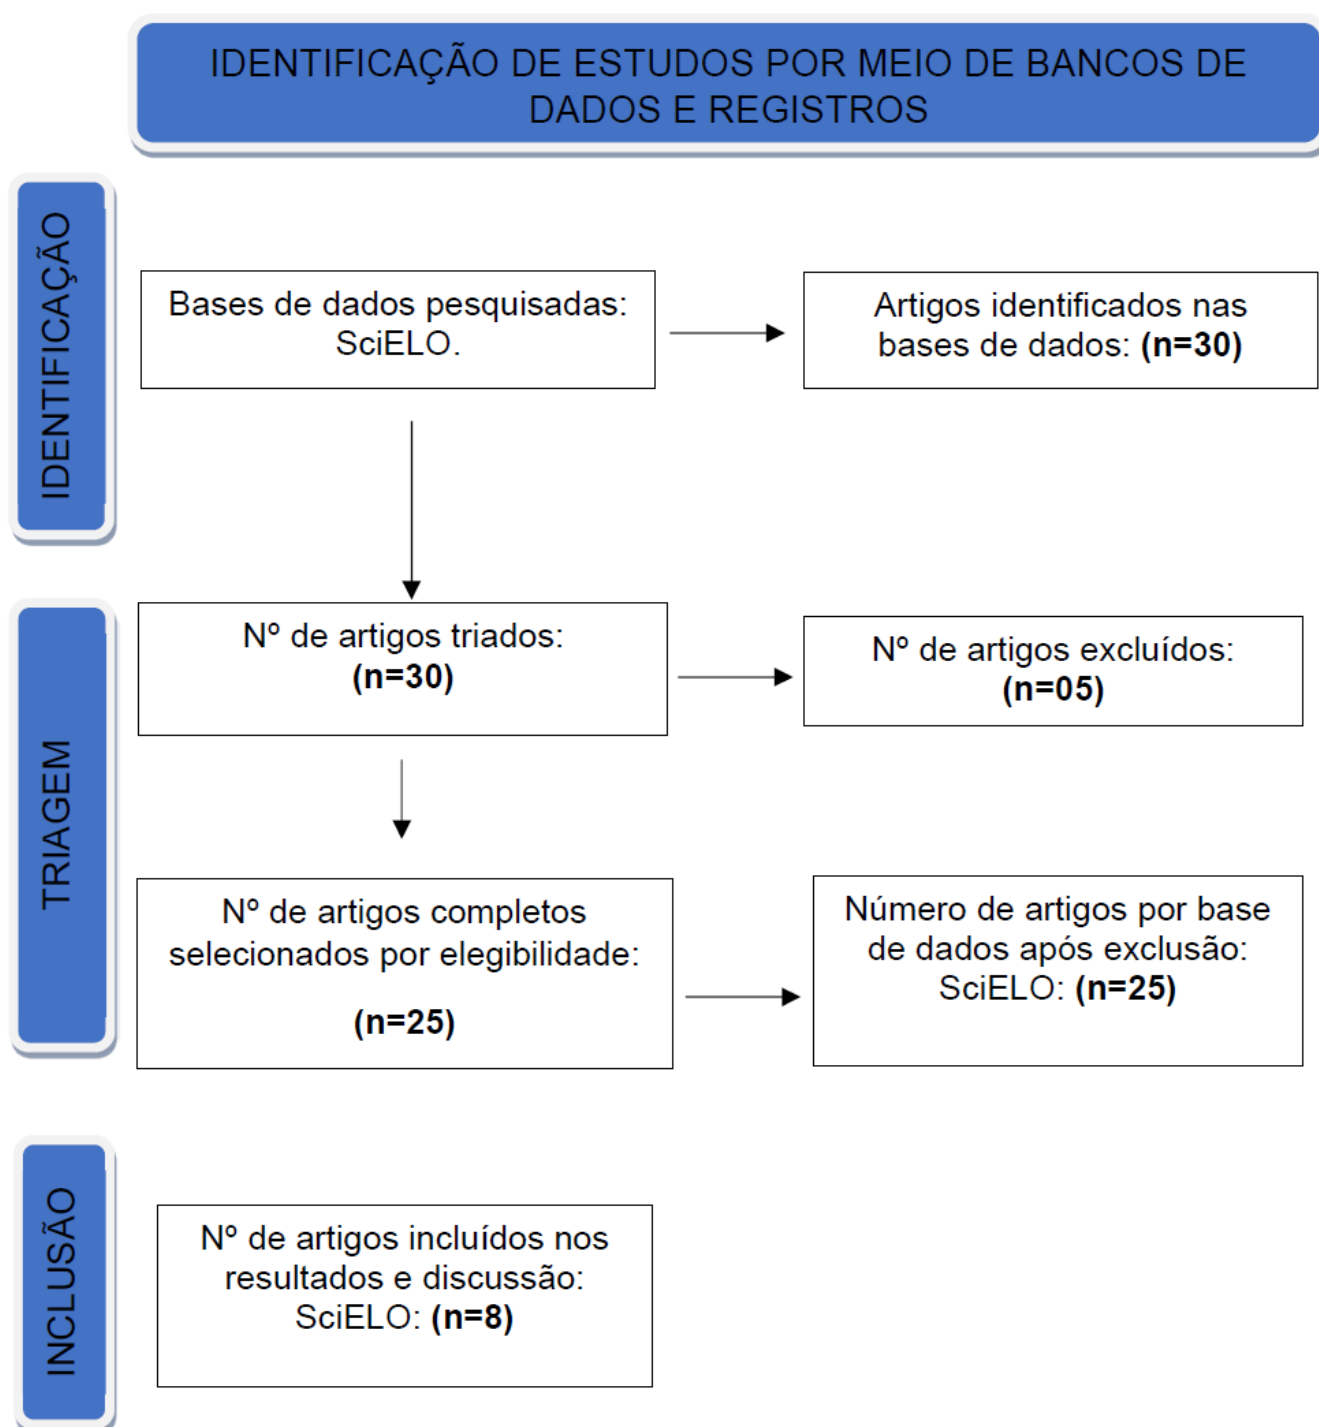 IDENTIFICAÇÃO DE ESTUDOS POR MEIO DE BANCOS DE
DADOS E REGISTROS
IDENTIFICAÇÃO
Bases de dados pesquisadas:
SciELO.
Artigos identificados nas
bases de dados: (n=30)
TRIAGEM
Nº de artigos triados:
(n=30)
Nº de artigos excluídos:
(n=05)
Nº de artigos completos
selecionados por elegibilidade:
(n=25)
Número de artigos por base
de dados após exclusão:
SciELO: (n=25)
INCLUSÃO
Nº de artigos incluídos nos
resultados e discussão:
SciELO: (n=8)